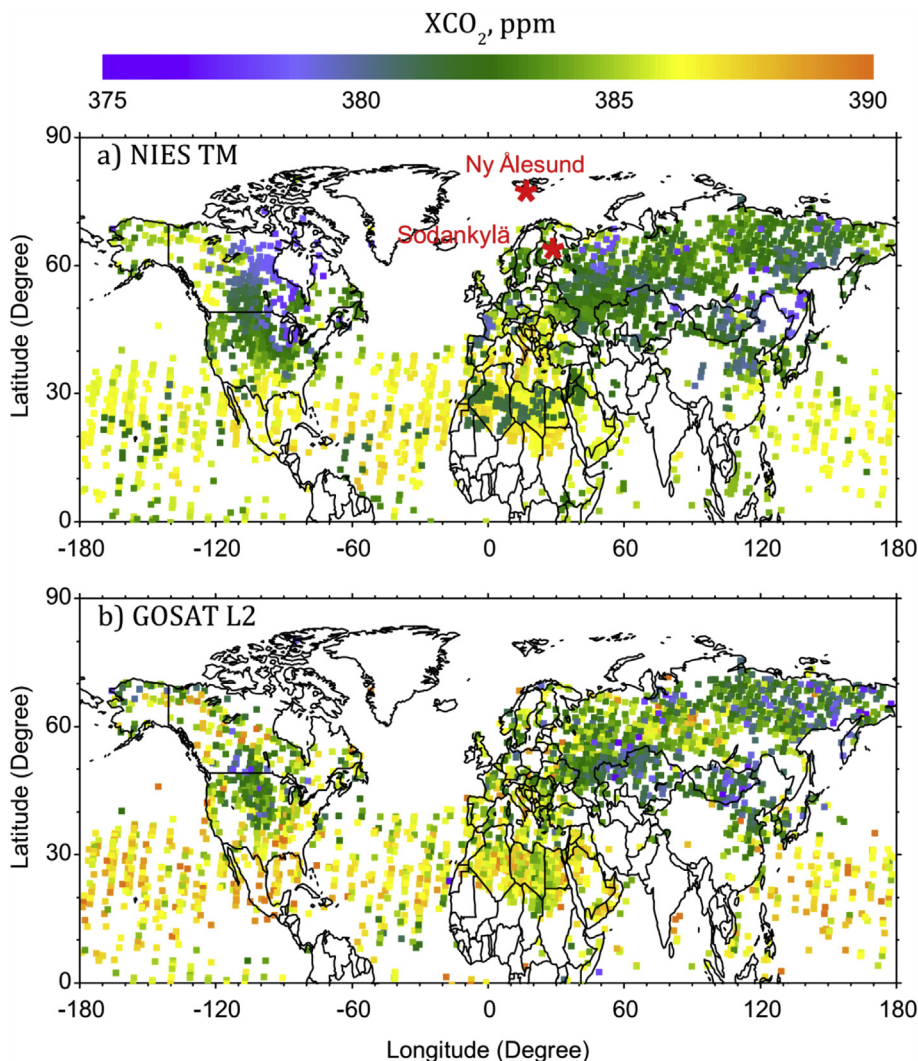 XCO₂, ppm
375 380 385 390
90
a) NIES TM
Ny Ålesund
Sodankylä
60
Latitude (Degree)
30
0
-180 -120 -60 0 60 120 180
90
b) GOSAT L2
60
Latitude (Degree)
30
0
-180 -120 -60 0 60 120 180
Longitude (Degree)